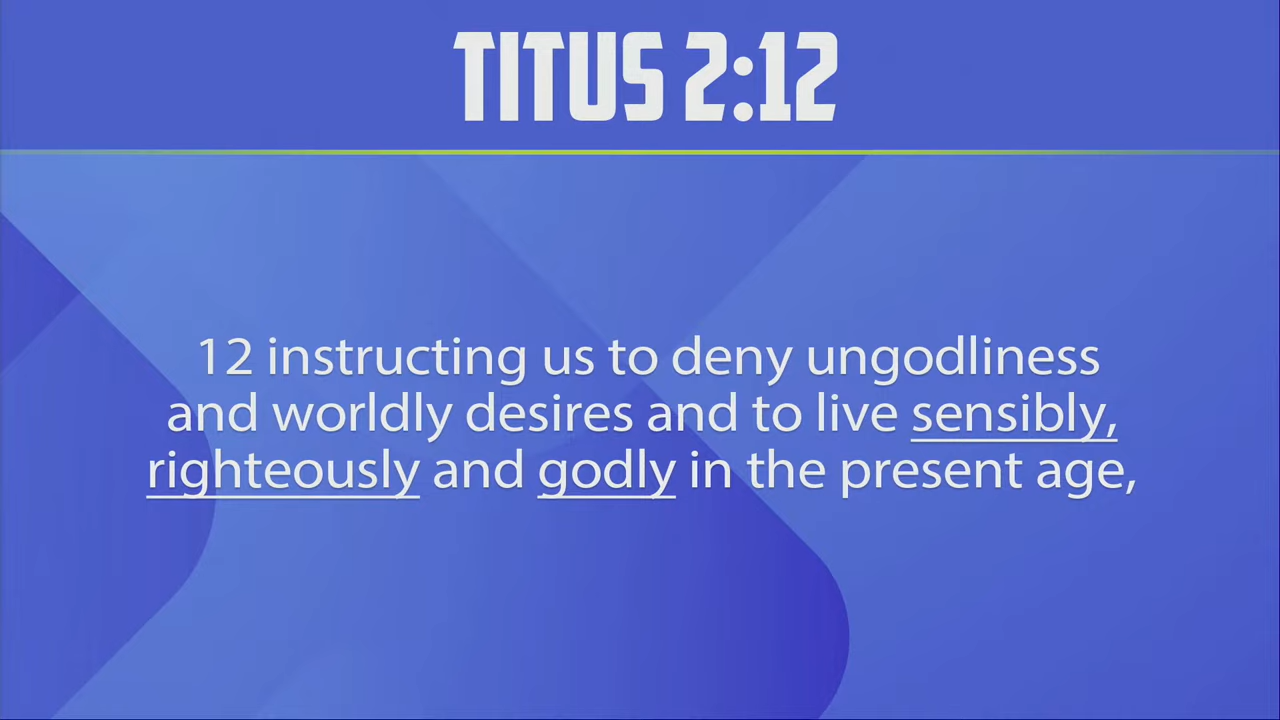 TITUS 2:12
12 instructing us to deny ungodliness
and worldly desires and to live sensibly,
righteously and godly in the present age,